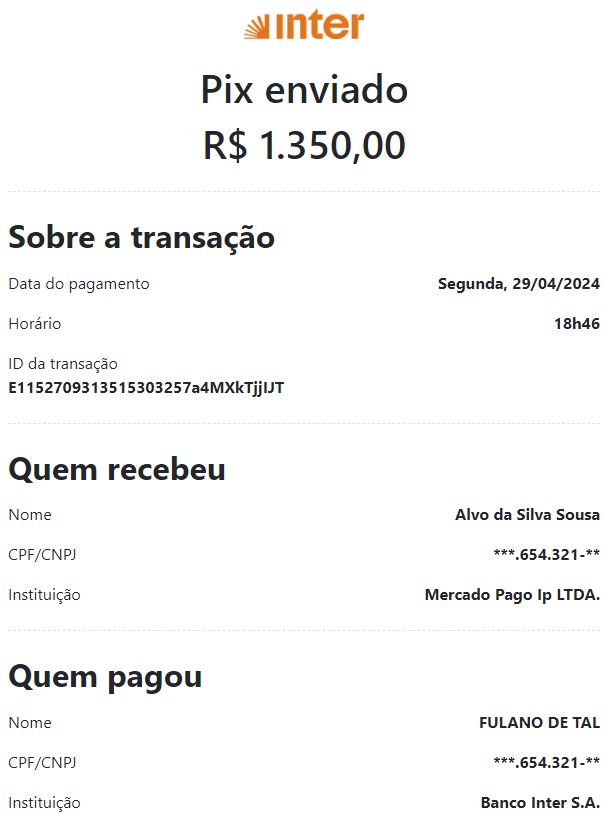 inter
Pix enviado
R$ 1.350,00
Sobre a transação
Data do pagamento Segunda, 29/04/2024
Horário 18h46
ID da transação
E1152709313515303257a4MXkTjjIJT
Quem recebeu
Nome Alvo da Silva Sousa
CPF/CNPJ ***.654.321-**
Instituição Mercado Pago Ip LTDA.
Quem pagou
Nome FULANO DE TAL
CPF/CNPJ ***.654.321-**
Instituição Banco Inter S.A.